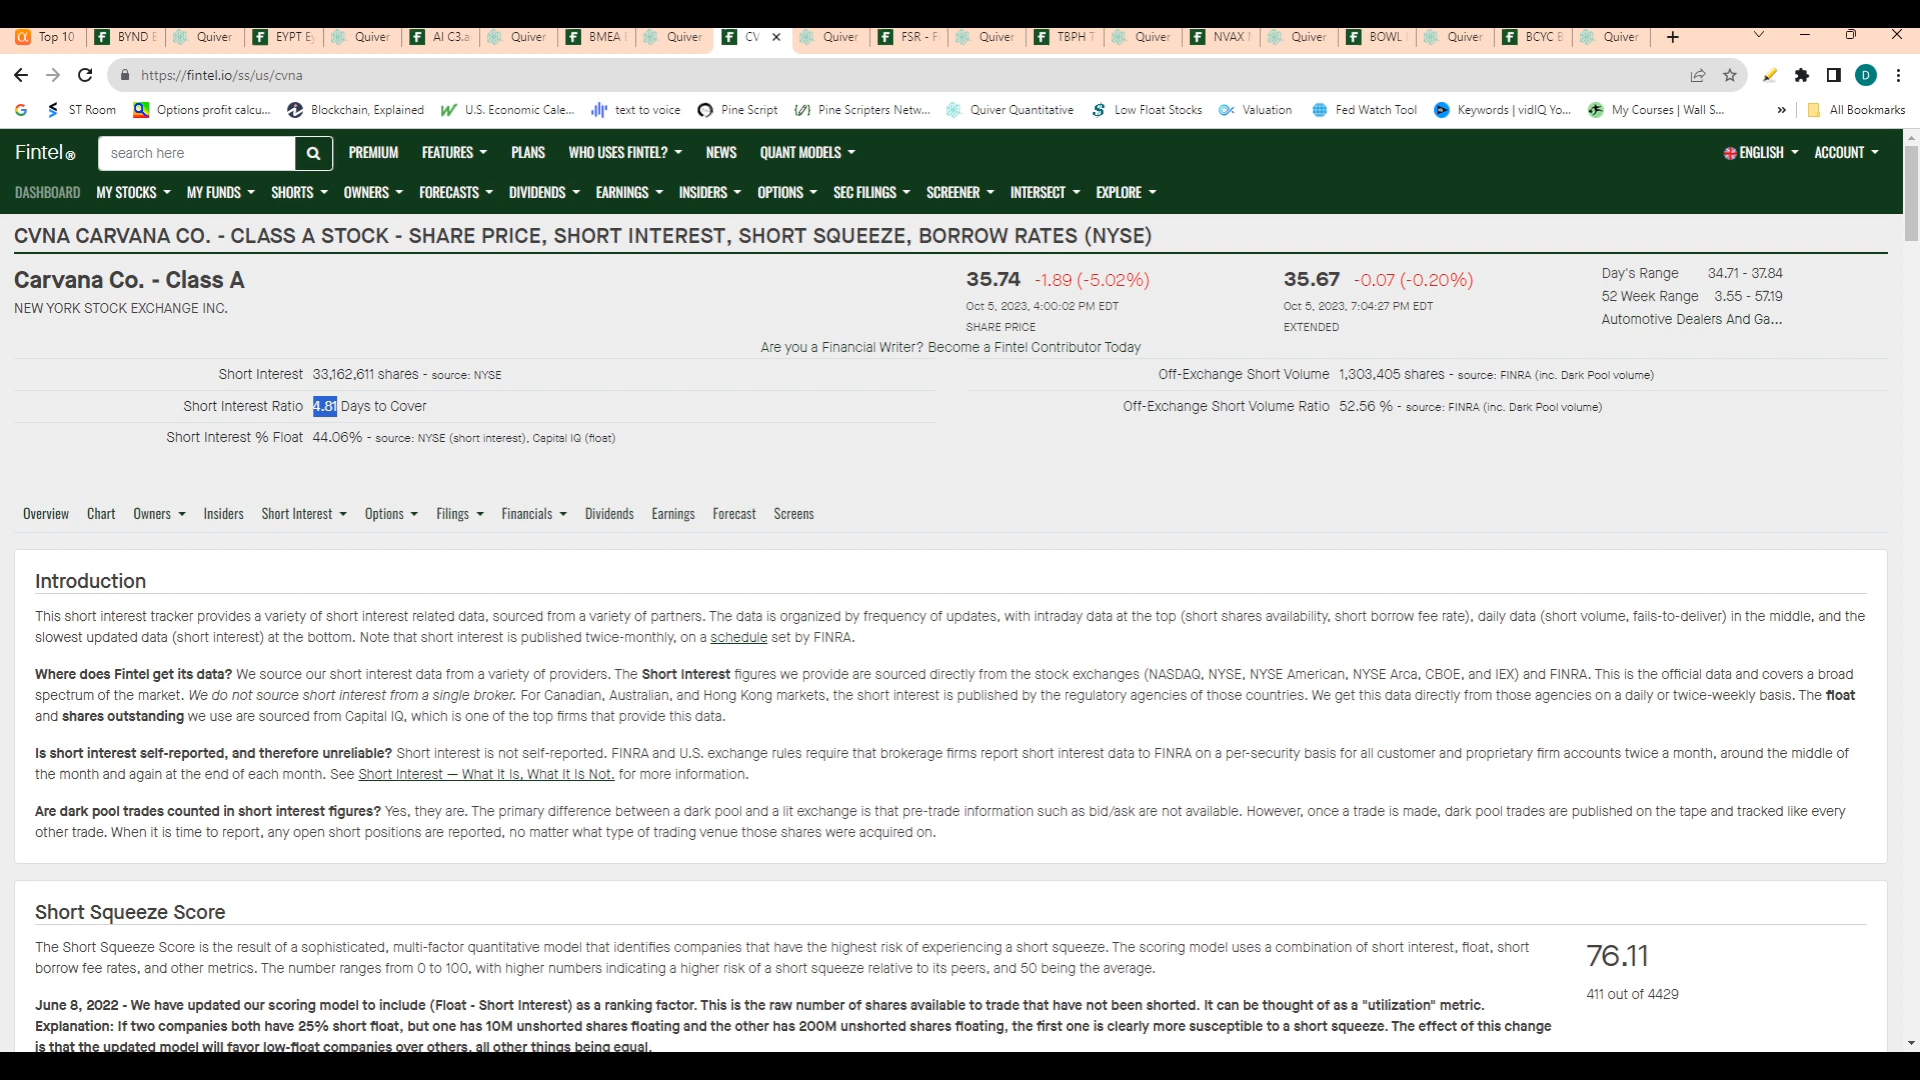 Top 10 BYND E Quiver EYPT Ey Quiver AI C3.a Quiver BMEA Quiver CV Quiver FSR - F Quiver TBPH T Quiver NVAX Quiver BOWL Quiver BCYC B Quiver
https://fintel.io/ss/us/cvna D
G ST Room Options profit calcu... Blockchain, Explained U.S. Economic Cale... text to voice Pine Script Pine Scripters Netw... Quiver Quantitative Low Float Stocks Valuation Fed Watch Tool Keywords | vidIQ Yo... My Courses | Wall S... » All Bookmarks
Fintel® search here PREMIUM FEATURES PLANS WHO USES FINTEL? NEWS QUANT MODELS ENGLISH ACCOUNT
DASHBOARD MY STOCKS MY FUNDS SHORTS OWNERS FORECASTS DIVIDENDS EARNINGS INSIDERS OPTIONS SEC FILINGS SCREENER INTERSECT EXPLORE
CVNA CARVANA CO. - CLASS A STOCK - SHARE PRICE, SHORT INTEREST, SHORT SQUEEZE, BORROW RATES (NYSE)
Carvana Co. - Class A 35.74 -1.89 (-5.02%) 35.67 -0.07 (-0.20%) Day's Range 34.71 - 37.84
NEW YORK STOCK EXCHANGE INC. Oct 5, 2023, 4:00:02 PM EDT Oct 5, 2023, 7:04:27 PM EDT 52 Week Range 3.55 - 57.19
SHARE PRICE EXTENDED Automotive Dealers And Ga...
Are you a Financial Writer? Become a Fintel Contributor Today
Short Interest 33,162,611 shares - source: NYSE Off-Exchange Short Volume 1,303,405 shares - source: FINRA (inc. Dark Pool volume)
Short Interest Ratio 4.81 Days to Cover Off-Exchange Short Volume Ratio 52.56 % - source: FINRA (inc. Dark Pool volume)
Short Interest % Float 44.06% - source: NYSE (short interest), Capital IQ (float)
Overview Chart Owners Insiders Short Interest Options Filings Financials Dividends Earnings Forecast Screens
Introduction
This short interest tracker provides a variety of short interest related data, sourced from a variety of partners. The data is organized by frequency of updates, with intraday data at the top (short shares availability, short borrow fee rate), daily data (short volume, fails-to-deliver) in the middle, and the
slowest updated data (short interest) at the bottom. Note that short interest is published twice-monthly, on a schedule set by FINRA.
Where does Fintel get its data? We source our short interest data from a variety of providers. The Short Interest figures we provide are sourced directly from the stock exchanges (NASDAQ, NYSE, NYSE American, NYSE Arca, CBOE, and IEX) and FINRA. This is the official data and covers a broad
spectrum of the market. We do not source short interest from a single broker. For Canadian, Australian, and Hong Kong markets, the short interest is published by the regulatory agencies of those countries. We get this data directly from those agencies on a daily or twice-weekly basis. The float
and shares outstanding we use are sourced from Capital IQ, which is one of the top firms that provide this data.
Is short interest self-reported, and therefore unreliable? Short interest is not self-reported. FINRA and U.S. exchange rules require that brokerage firms report short interest data to FINRA on a per-security basis for all customer and proprietary firm accounts twice a month, around the middle of
the month and again at the end of each month. See Short Interest — What It Is, What It Is Not. for more information.
Are dark pool trades counted in short interest figures? Yes, they are. The primary difference between a dark pool and a lit exchange is that pre-trade information such as bid/ask are not available. However, once a trade is made, dark pool trades are published on the tape and tracked like every
other trade. When it is time to report, any open short positions are reported, no matter what type of trading venue those shares were acquired on.
Short Squeeze Score
The Short Squeeze Score is the result of a sophisticated, multi-factor quantitative model that identifies companies that have the highest risk of experiencing a short squeeze. The scoring model uses a combination of short interest, float, short 76.11
borrow fee rates, and other metrics. The number ranges from 0 to 100, with higher numbers indicating a higher risk of a short squeeze relative to its peers, and 50 being the average.
411 out of 4429
June 8, 2022 - We have updated our scoring model to include (Float - Short Interest) as a ranking factor. This is the raw number of shares available to trade that have not been shorted. It can be thought of as a "utilization" metric.
Explanation: If two companies both have 25% short float, but one has 10M unshorted shares floating and the other has 200M unshorted shares floating, the first one is clearly more susceptible to a short squeeze. The effect of this change
is that the updated model will favor low-float companies over others, all other things being equal.